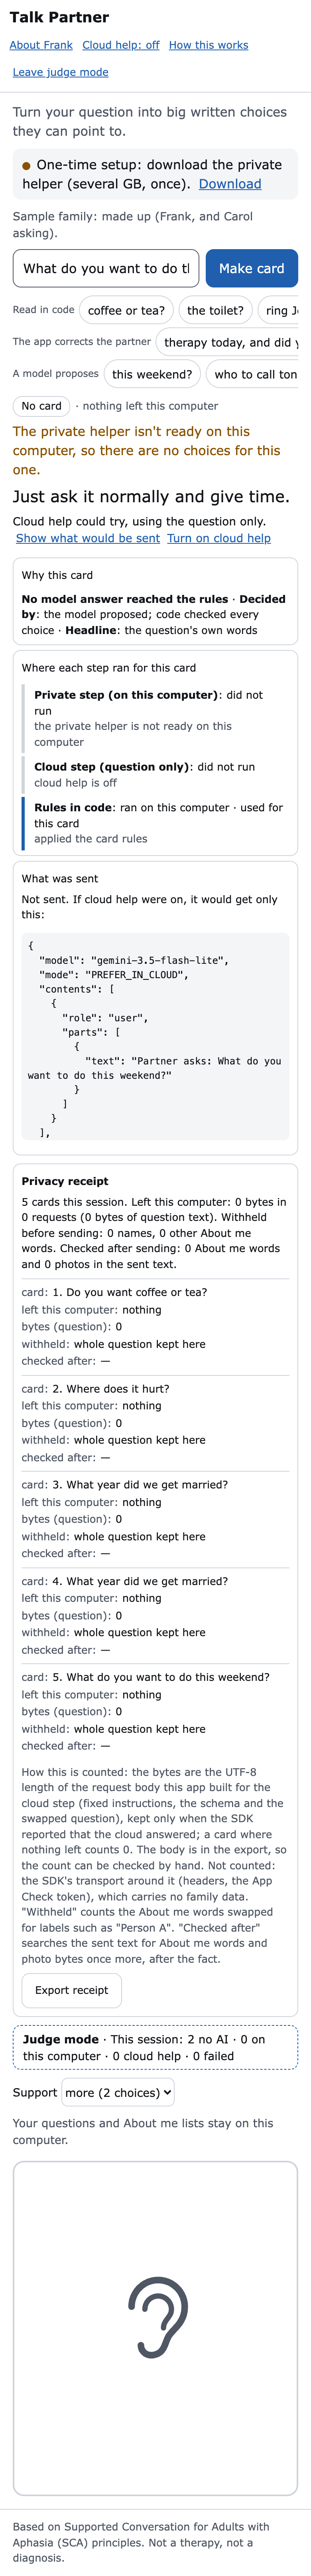 Talk Partner
About Frank Cloud help: off How this works
Leave judge mode
Turn your question into big written choices
they can point to.
One-time setup: download the private
helper (several GB, once). Download
Sample family: made up (Frank, and Carol
asking).
What do you want to do tl
Make card
Read in code coffee or tea? the toilet? ring J
The app corrects the partner therapy today, and did y
A model proposes this weekend? who to call ton
No card · nothing left this computer
The private helper isn't ready on this
computer, so there are no choices for this
one.
Just ask it normally and give time.
Cloud help could try, using the question only.
Show what would be sent Turn on cloud help
Why this card
No model answer reached the rules · Decided
by: the model proposed; code checked every
choice · Headline: the question's own words
Where each step ran for this card
Private step (on this computer): did not
run
the private helper is not ready on this
computer
Cloud step (question only): did not run
cloud help is off
Rules in code: ran on this computer · used for
this card
applied the card rules
What was sent
Not sent. If cloud help were on, it would get only
this:
{
"model": "gemini-3.5-flash-lite",
"mode": "PREFER_IN_CLOUD",
"contents": [
{
"role": "user",
"parts": [
{
"text": "Partner asks: What do you
want to do this weekend?"
}
]
}
],
Privacy receipt
5 cards this session. Left this computer: 0 bytes in
0 requests (0 bytes of question text). Withheld
before sending: 0 names, 0 other About me
words. Checked after sending: 0 About me words
and 0 photos in the sent text.
card: 1. Do you want coffee or tea?
left this computer: nothing
bytes (question): 0
withheld: whole question kept here
checked after: —
card: 2. Where does it hurt?
left this computer: nothing
bytes (question): 0
withheld: whole question kept here
checked after: —
card: 3. What year did we get married?
left this computer: nothing
bytes (question): 0
withheld: whole question kept here
checked after: —
card: 4. What year did we get married?
left this computer: nothing
bytes (question): 0
withheld: whole question kept here
checked after: —
card: 5. What do you want to do this weekend?
left this computer: nothing
bytes (question): 0
withheld: whole question kept here
checked after: —
How this is counted: the bytes are the UTF-8
length of the request body this app built for the
cloud step (fixed instructions, the schema and the
swapped question), kept only when the SDK
reported that the cloud answered; a card where
nothing left counts 0. The body is in the export, so
the count can be checked by hand. Not counted:
the SDK's transport around it (headers, the App
Check token), which carries no family data.
"Withheld" counts the About me words swapped
for labels such as "Person A". "Checked after"
searches the sent text for About me words and
photo bytes once more, after the fact.
Export receipt
Judge mode · This session: 2 no AI · 0 on
this computer · 0 cloud help · 0 failed
Support more (2 choices)
Your questions and About me lists stay on this
computer.
Based on Supported Conversation for Adults with
Aphasia (SCA) principles. Not a therapy, not a
diagnosis.